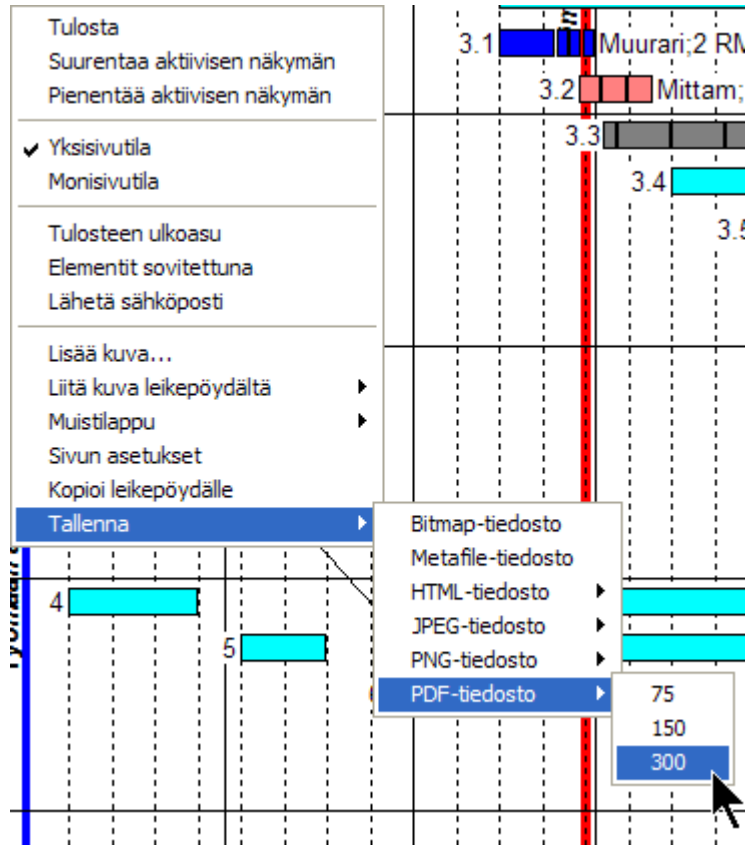 Tulosta
Suurentaa aktiivisen näkymän
Pienentää aktiivisen näkymän
Yksisivutila
Monisivutila
Tulosteen ulkoasu
Elementit sovitettuna
Lähetä sähköposti
Lisää kuva...
Liitä kuva leikepöydältä
Muistilappu
Sivun asetukset
Kopioi leikepöydälle
Tallenna
Bitmap-tiedosto
Metafile-tiedosto
HTML-tiedosto
JPEG-tiedosto
PNG-tiedosto
PDF-tiedosto
75
150
300
3.1 Muurari;2 RM
3.2 Mittam;
3.3
3.4
3.5
4
5